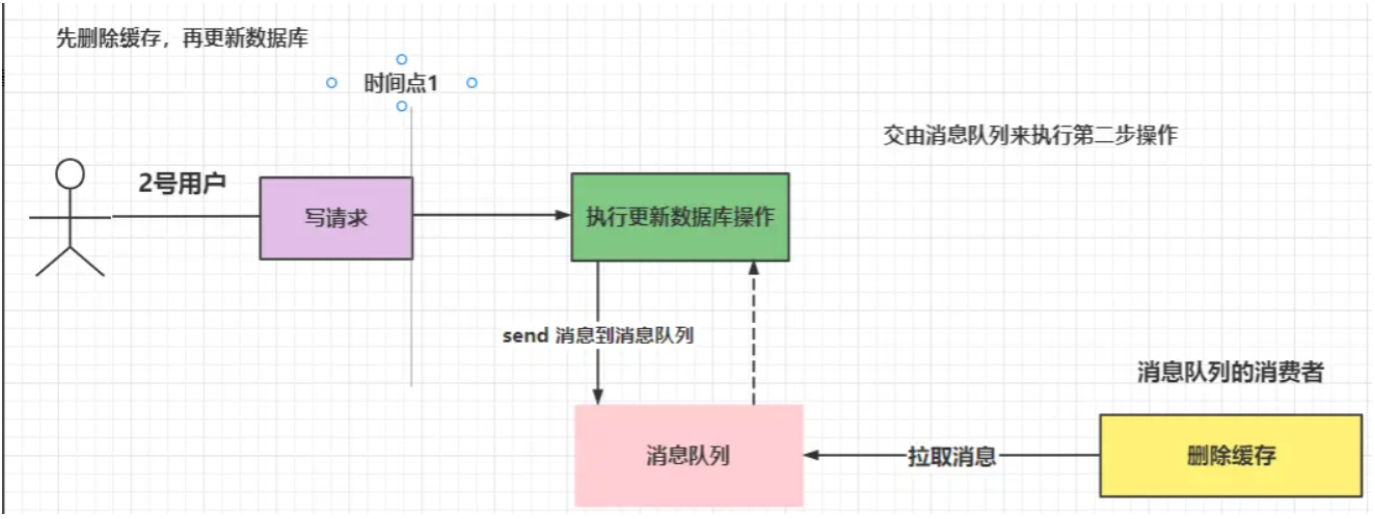 先删除缓存，再更新数据库
时间点1
交由消息队列来执行第二步操作
2号用户
写请求
执行更新数据库操作
send 消息到消息队列
消息队列的消费者
消息队列
拉取消息
删除缓存